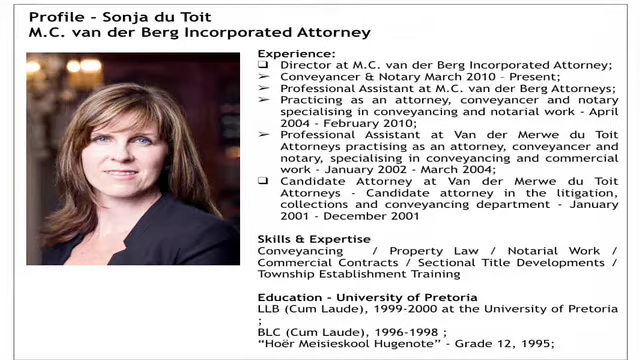 Profile - Sonja du Toit
M.C. van der Berg Incorporated Attorney
Experience:
❑ Director at M.C. van der Berg Incorporated Attorney;
➢ Conveyancer & Notary March 2010 – Present;
➢ Professional Assistant at M.C. van der Berg Attorneys;
➢ Practicing as an attorney, conveyancer and notary
specialising in conveyancing and notarial work - April
2004 - February 2010;
➢ Professional Assistant at Van der Merwe du Toit
Attorneys practising as an attorney, conveyancer and
notary, specialising in conveyancing and commercial
work - January 2002 - March 2004;
❑ Candidate Attorney at Van der Merwe du Toit
Attorneys - Candidate attorney in the litigation,
collections and conveyancing department - January
2001 - December 2001
Skills & Expertise
Conveyancing / Property Law / Notarial Work /
Commercial Contracts / Sectional Title Developments /
Township Establishment Training
Education - University of Pretoria
LLB (Cum Laude), 1999-2000 at the University of Pretoria
;
BLC (Cum Laude), 1996-1998 ;
“Hoër Meisieskool Hugenote” - Grade 12, 1995;